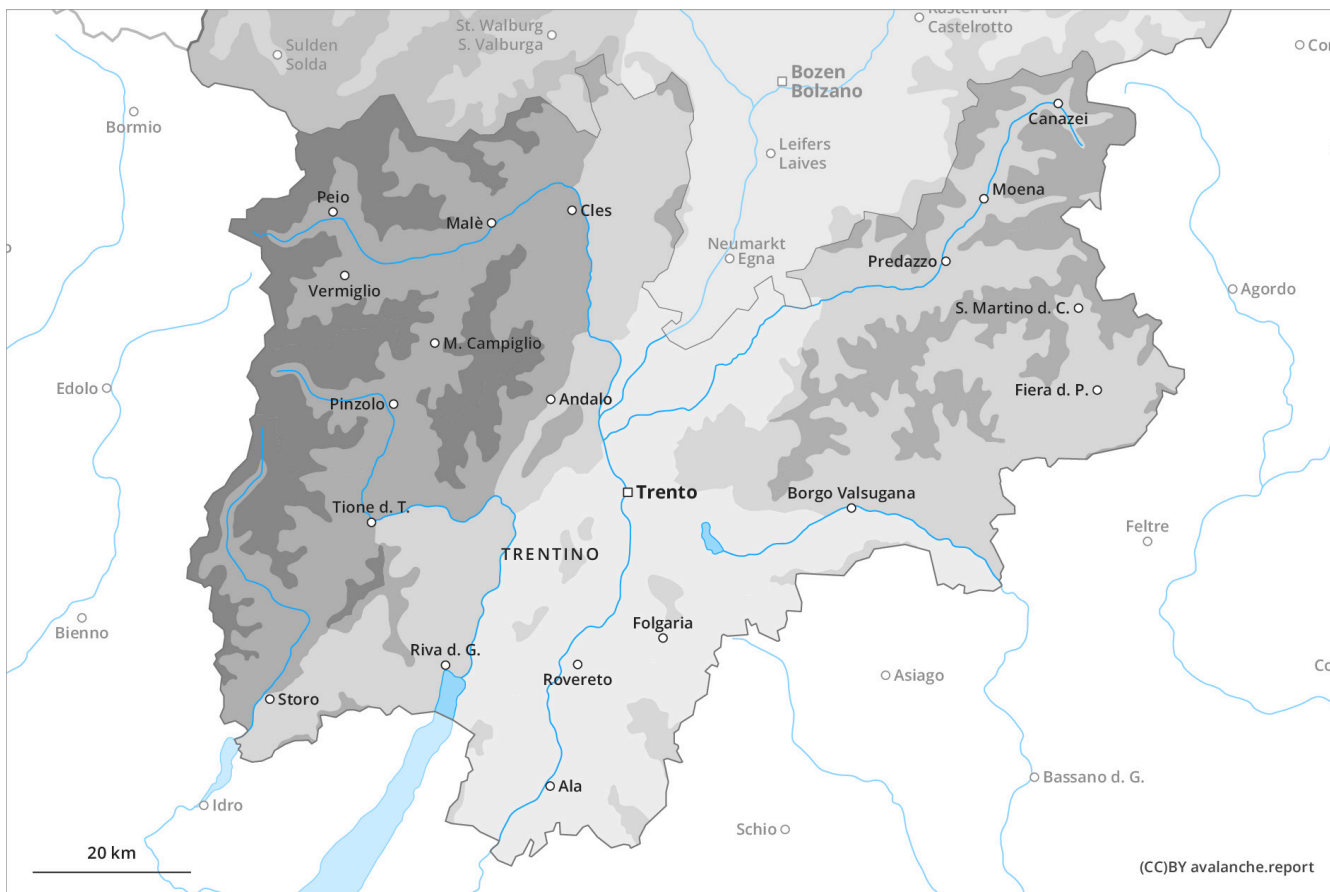 St. Walburg
S. Valburga
Castelrotto
Sulden
Solda
Bozen
Bolzano
Bormio
Canazei
Leifers
Laives
Peio
Malè
Cles
Moena
Neumarkt
Egna
Predazzo
Vermiglio
Agordo
S. Martino d. C.
M. Campiglio
Edolo
Pinzolo
Andalo
Fiera d. P.
Trento
Borgo Valsugana
Tione d. T.
Feltre
TRENTINO
Bienno
Folgaria
Riva d. G.
Rovereto
Asiago
Storo
Bassano d. G.
Ala
Idro
Schio
20 km
(CC)BY avalanche.report